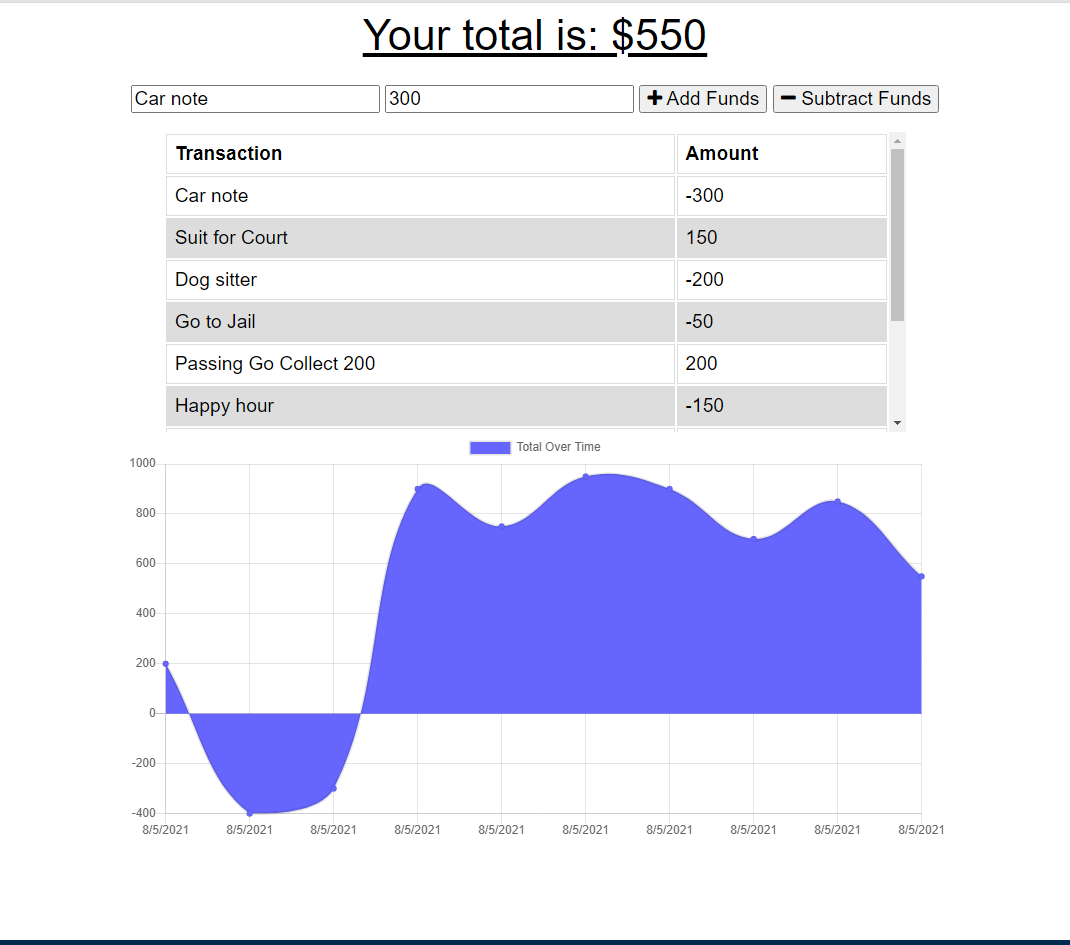 Your total is: $550
Car note 300 Add Funds Subtract Funds
Transaction Amount
Car note -300
Suit for Court 150
Dog sitter -200
Go to Jail -50
Passing Go Collect 200 200
Happy hour -150
Total Over Time
1000
800
600
400
200
0
-200
-400
8/5/2021 8/5/2021 8/5/2021 8/5/2021 8/5/2021 8/5/2021 8/5/2021 8/5/2021 8/5/2021 8/5/2021